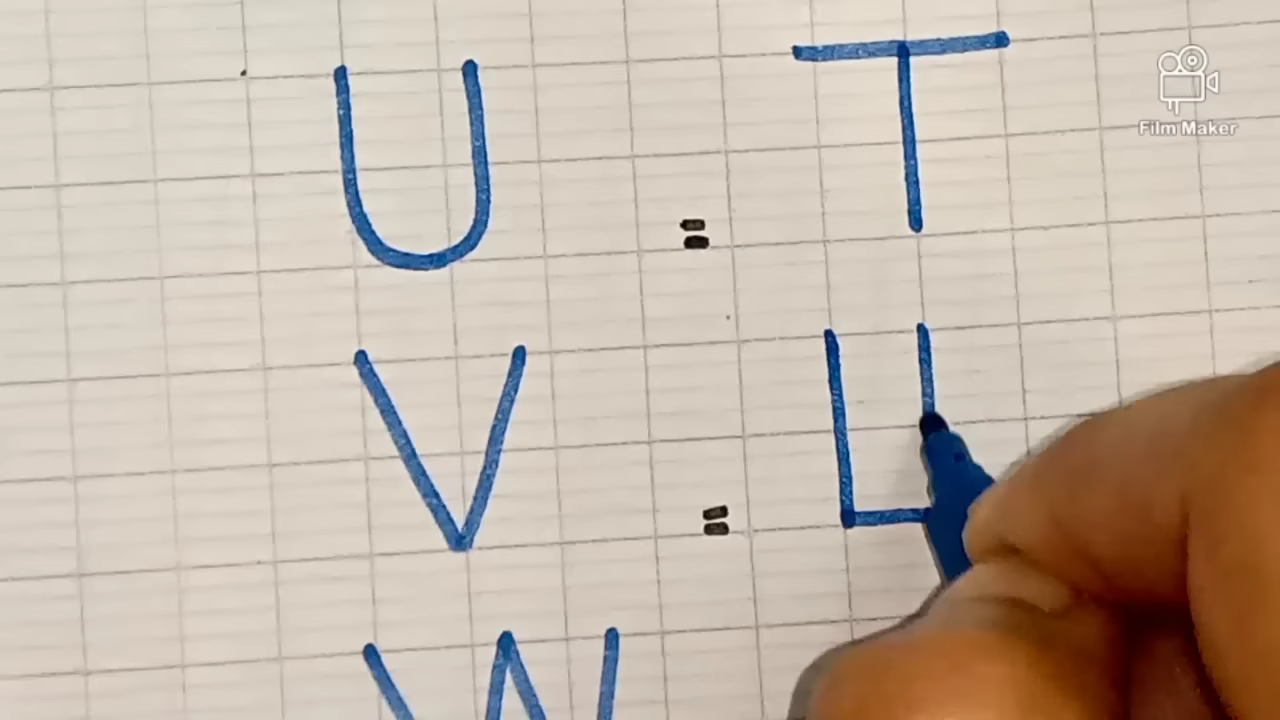 U = T
Film Maker
V =
W